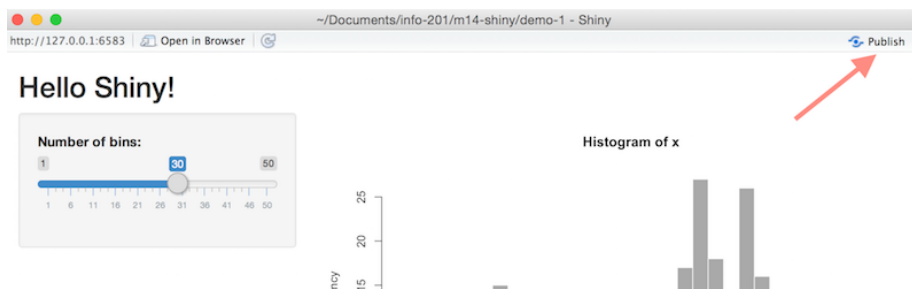 ~/Documents/info-201/m14-shiny/demo-1 - Shiny
http://127.0.0.1:6583 Open in Browser Publish
Hello Shiny!
Number of bins:
1 30 50
1 6 11 16 21 26 31 36 41 46 50
Histogram of x
25
20
15